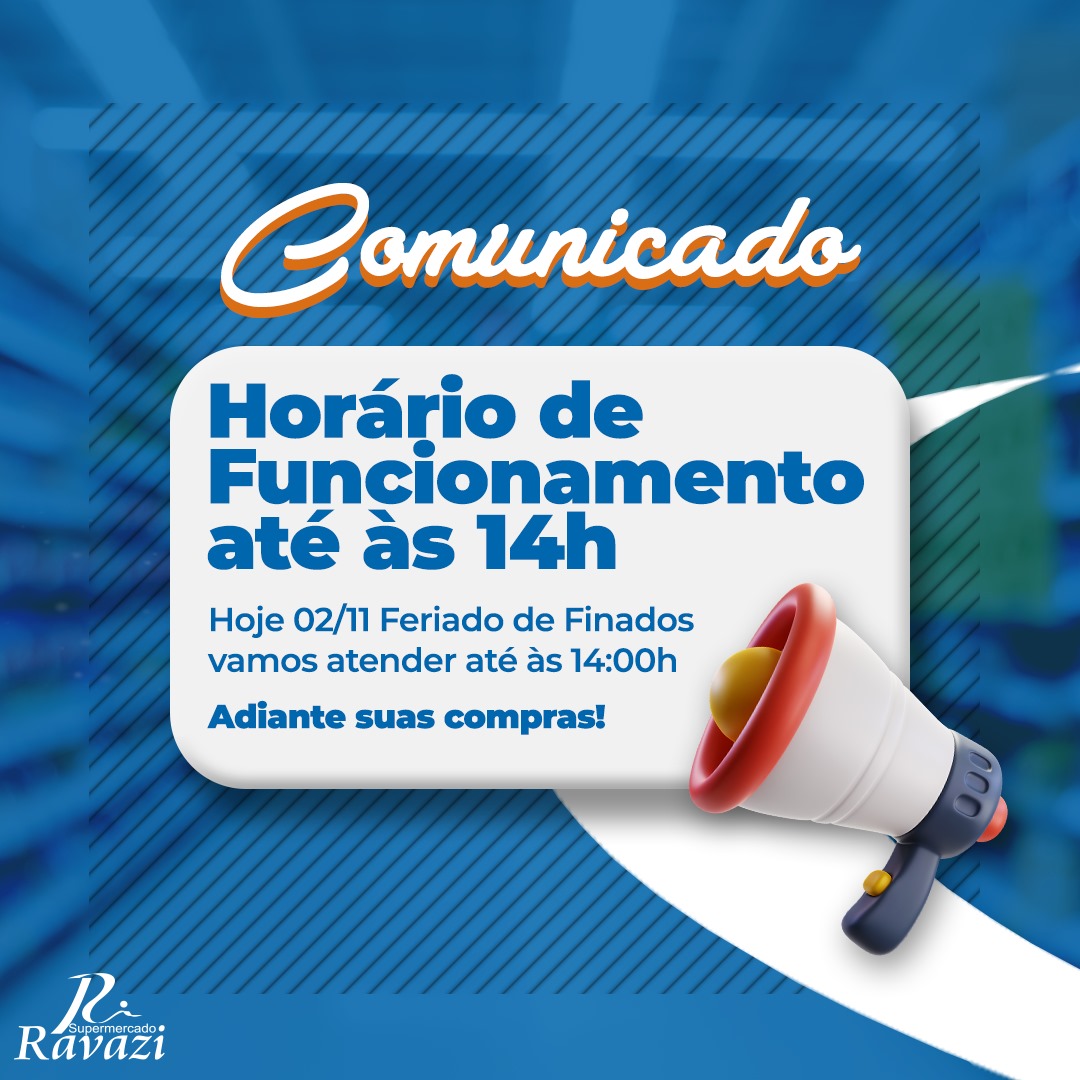 Comunicado
Horário de
Funcionamento
até às 14h
Hoje 02/11 Feriado de Finados
vamos atender até às 14:00h
Adiante suas compras!
R
Supermercado
Ravazi